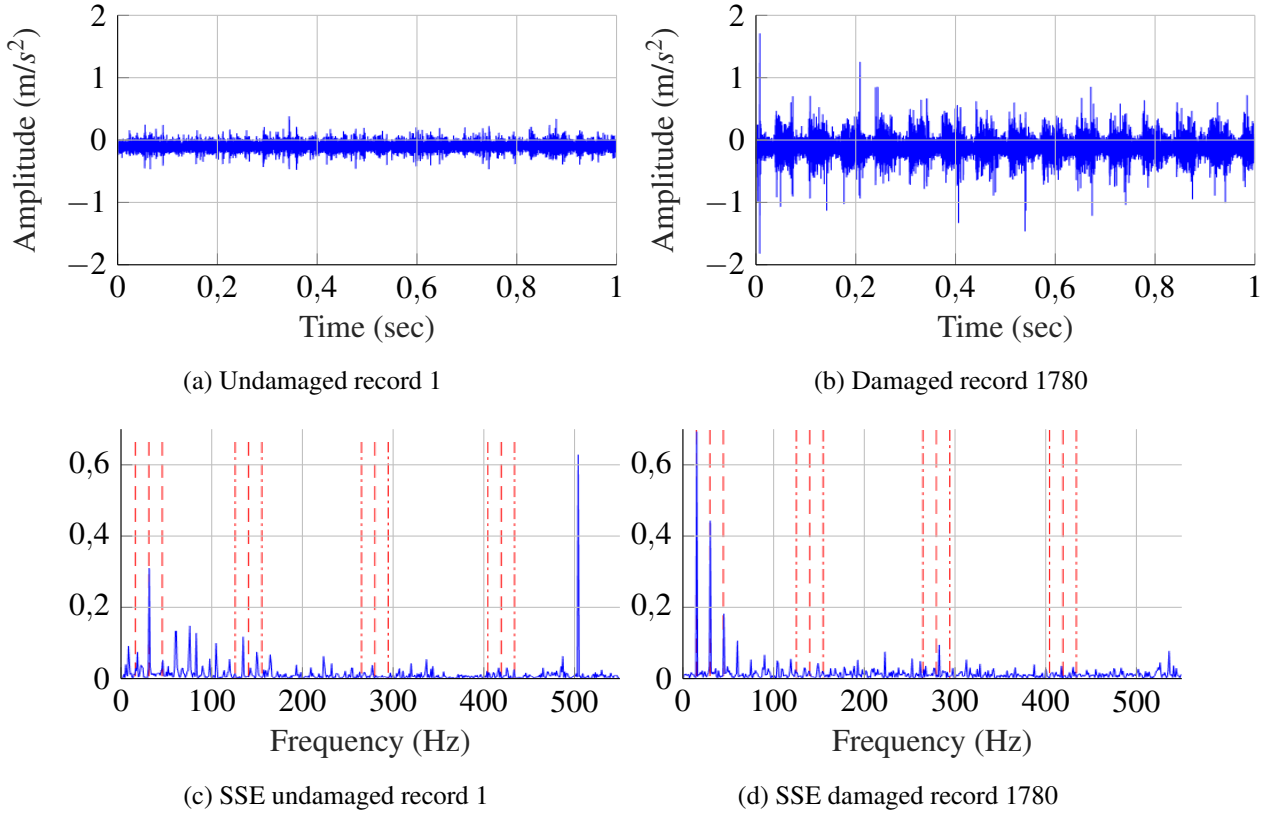 2
1
0
−1
−2
Amplitude (m/s²)
0 0,2 0,4 0,6 0,8 1
Time (sec)
(a) Undamaged record 1
2
1
0
−1
−2
Amplitude (m/s²)
0 0,2 0,4 0,6 0,8 1
Time (sec)
(b) Damaged record 1780
0,6
0,4
0,2
0
0 100 200 300 400 500
Frequency (Hz)
(c) SSE undamaged record 1
0,6
0,4
0,2
0
0 100 200 300 400 500
Frequency (Hz)
(d) SSE damaged record 1780